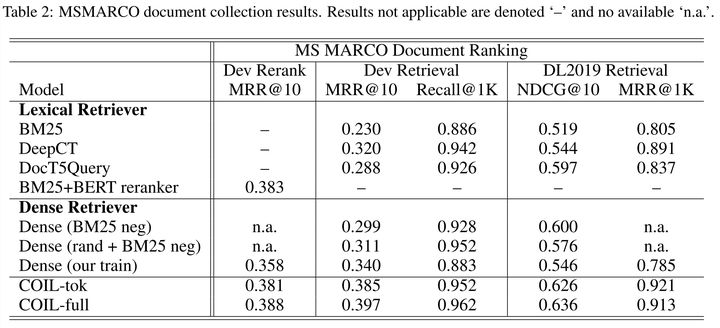 Table 2: MSMARCO document collection results. Results not applicable are denoted ‘–’ and no available ‘n.a.’.
MS MARCO Document Ranking
Dev Rerank Dev Retrieval DL2019 Retrieval
Model MRR@10 MRR@10 Recall@1K NDCG@10 MRR@1K
Lexical Retriever
BM25 – 0.230 0.886 0.519 0.805
DeepCT – 0.320 0.942 0.544 0.891
DocT5Query – 0.288 0.926 0.597 0.837
BM25+BERT reranker 0.383 – – – –
Dense Retriever
Dense (BM25 neg) n.a. 0.299 0.928 0.600 n.a.
Dense (rand + BM25 neg) n.a. 0.311 0.952 0.576 n.a.
Dense (our train) 0.358 0.340 0.883 0.546 0.785
COIL-tok 0.381 0.385 0.952 0.626 0.921
COIL-full 0.388 0.397 0.962 0.636 0.913